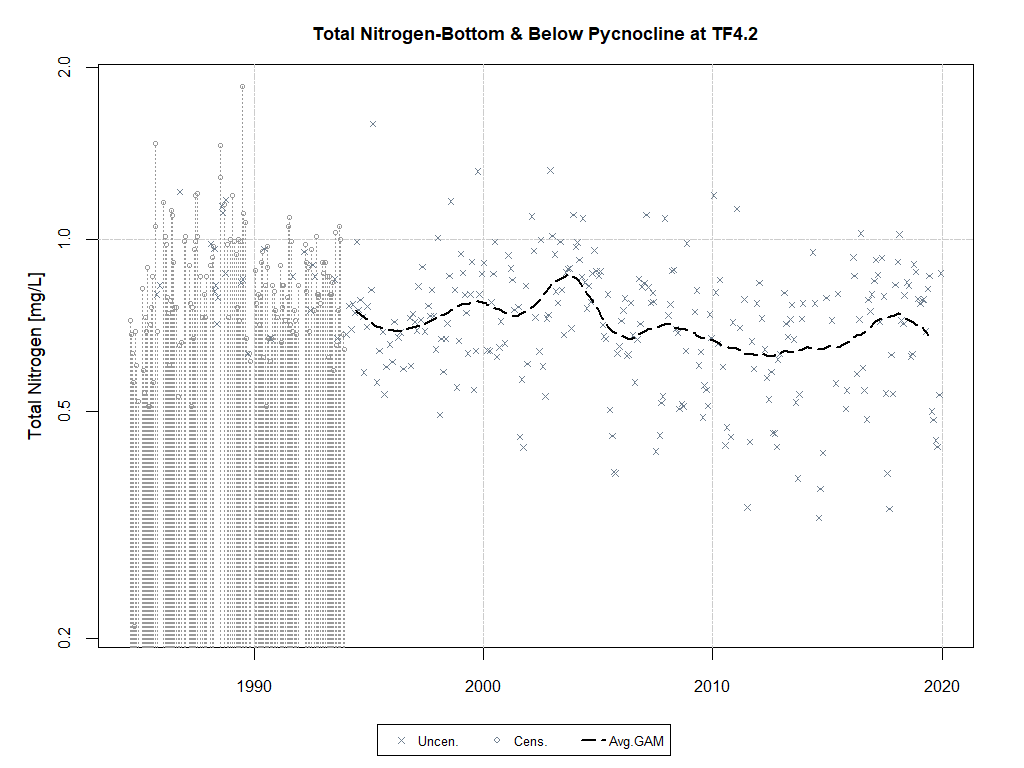 Total Nitrogen-Bottom & Below Pycnocline at TF4.2
Total Nitrogen [mg/L]
2.0
1.0
0.5
0.2
1990 2000 2010 2020
Uncen. Cens. Avg.GAM